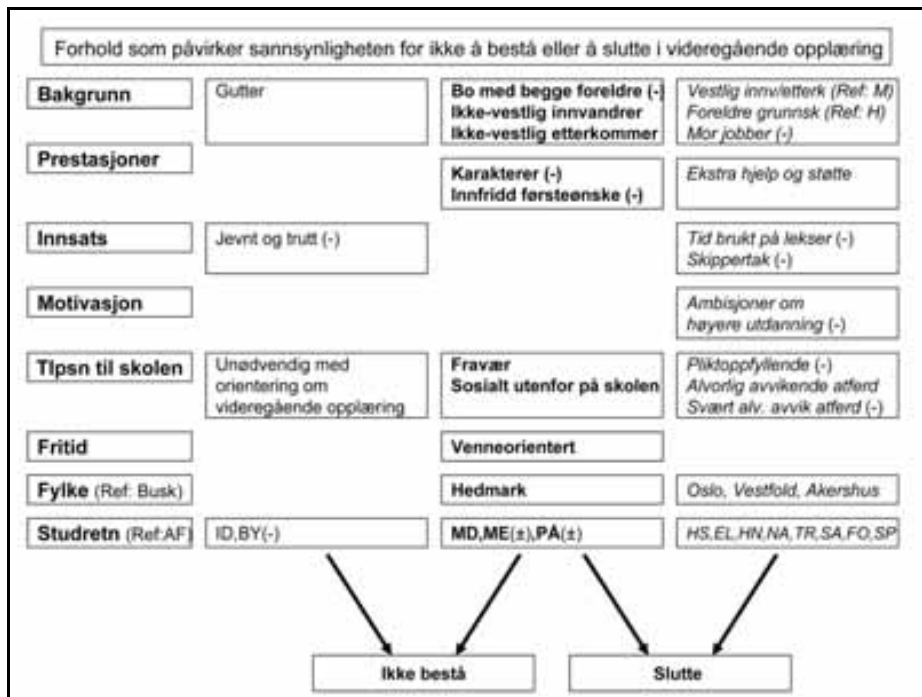 Forhold som påvirker sannsynligheten for ikke å bestå eller å slutte i videregående opplæring
Bakgrunn
Gutter
Bo med begge foreldre (-)
Ikke-vestlig innvandrer
Ikke-vestlig etterkommer
Vestlig innv/etterk (Ref: M)
Foreldre grunnsk (Ref: H)
Mor jobber (-)
Prestasjoner
Karakterer (-)
Innfridd førsteønske (-)
Ekstra hjelp og støtte
Innsats
Jevnt og trutt (-)
Tid brukt på lekser (-)
Skippertak (-)
Motivasjon
Ambisjoner om
høyere utdanning (-)
Tlpsn til skolen
Unødvendig med
orientering om
videregående opplæring
Fravær
Sosialt utenfor på skolen
Pliktoppfyllende (-)
Alvorlig avvikende atferd
Svært alv. avvik atferd (-)
Fritid
Venneorientert
Fylke (Ref: Busk)
Hedmark
Oslo, Vestfold, Akershus
Studretn (Ref:AF)
ID,BY(-)
MD,ME(±),PÅ(±)
HS,EL,HN,NA,TR,SA,FO,SP
Ikke bestå
Slutte